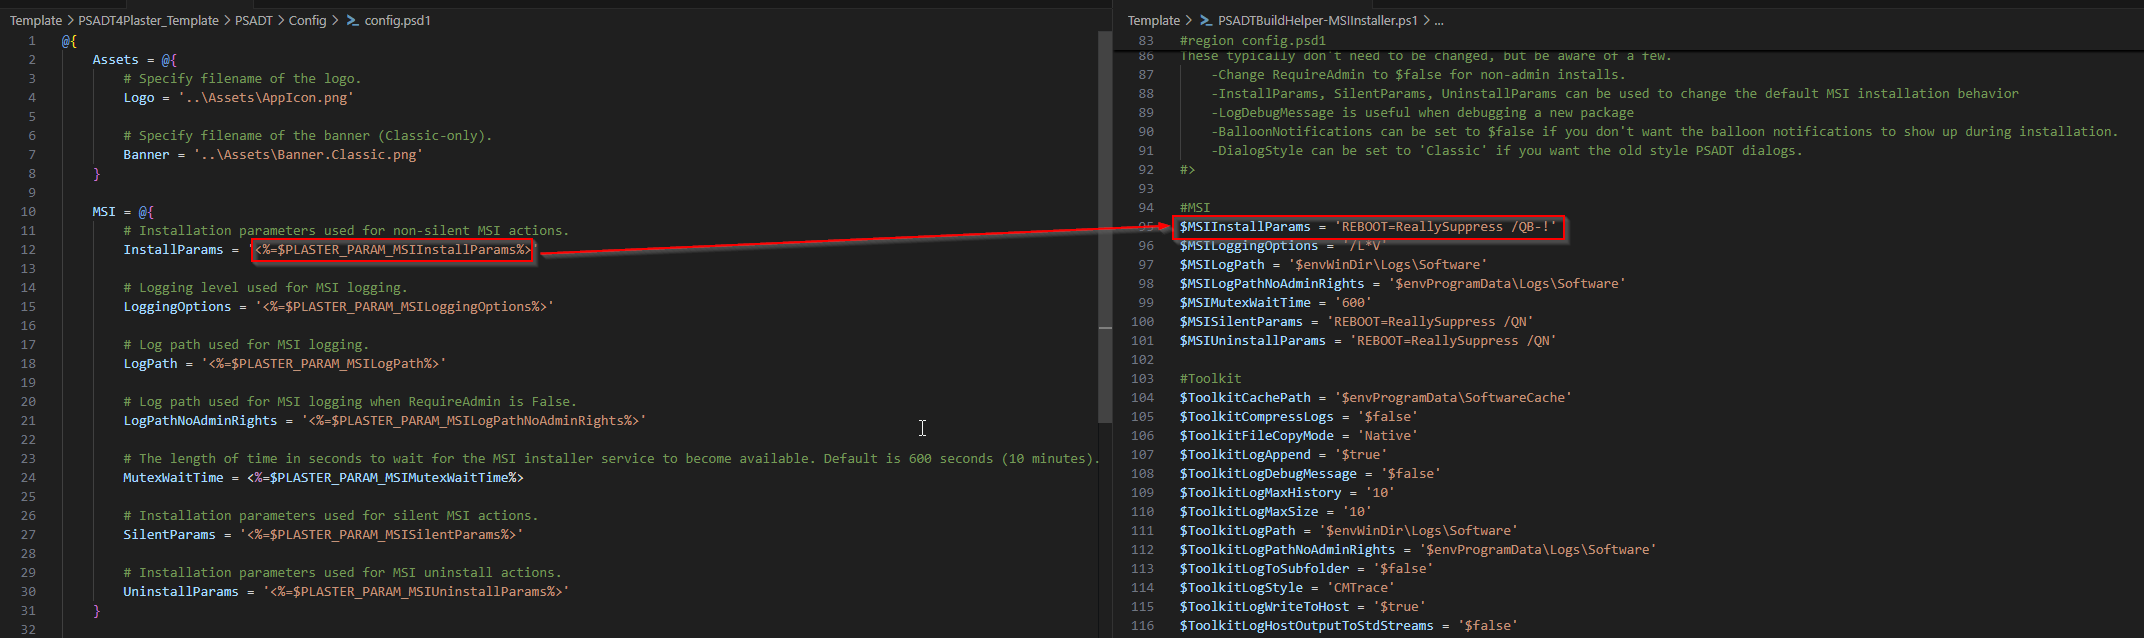 Template > PSADT4Plaster_Template > PSADT > Config > config.psd1
1 @{
2 Assets = @{
3 # Specify filename of the logo.
4 Logo = '..\Assets\AppIcon.png'
5
6 # Specify filename of the banner (Classic-only).
7 Banner = '..\Assets\Banner.Classic.png'
8 }
9
10 MSI = @{
11 # Installation parameters used for non-silent MSI actions.
12 InstallParams = '<%=$PLASTER_PARAM_MSIInstallParams%>'
13
14 # Logging level used for MSI logging.
15 LoggingOptions = '<%=$PLASTER_PARAM_MSILoggingOptions%>'
16
17 # Log path used for MSI logging.
18 LogPath = '<%=$PLASTER_PARAM_MSILogPath%>'
19
20 # Log path used for MSI logging when RequireAdmin is False.
21 LogPathNoAdminRights = '<%=$PLASTER_PARAM_MSILogPathNoAdminRights%>'
22
23 # The length of time in seconds to wait for the MSI installer service to become available. Default is 600 seconds (10 minutes).
24 MutexWaitTime = <%=$PLASTER_PARAM_MSIMutexWaitTime%>
25
26 # Installation parameters used for silent MSI actions.
27 SilentParams = '<%=$PLASTER_PARAM_MSISilentParams%>'
28
29 # Installation parameters used for MSI uninstall actions.
30 UninstallParams = '<%=$PLASTER_PARAM_MSIUninstallParams%>'
31 }
32
Template > PSADTBuildHelper-MSIInstaller.ps1 > ...
83 #region config.psd1
86 These typically don't need to be changed, but be aware of a few.
87 -Change RequireAdmin to $false for non-admin installs.
88 -InstallParams, SilentParams, UninstallParams can be used to change the default MSI installation behavior
89 -LogDebugMessage is useful when debugging a new package
90 -BalloonNotifications can be set to $false if you don't want the balloon notifications to show up during installation.
91 -DialogStyle can be set to 'Classic' if you want the old style PSADT dialogs.
92 #>
93
94 #MSI
95 $MSIInstallParams = 'REBOOT=ReallySuppress /QB-!'
96 $MSILoggingOptions = '/L*V'
97 $MSILogPath = '$envWinDir\Logs\Software'
98 $MSILogPathNoAdminRights = '$envProgramData\Logs\Software'
99 $MSIMutexWaitTime = '600'
100 $MSISilentParams = 'REBOOT=ReallySuppress /QN'
101 $MSIUninstallParams = 'REBOOT=ReallySuppress /QN'
102
103 #Toolkit
104 $ToolkitCachePath = '$envProgramData\SoftwareCache'
105 $ToolkitCompressLogs = '$false'
106 $ToolkitFileCopyMode = 'Native'
107 $ToolkitLogAppend = '$true'
108 $ToolkitLogDebugMessage = '$false'
109 $ToolkitLogMaxHistory = '10'
110 $ToolkitLogMaxSize = '10'
111 $ToolkitLogPath = '$envWinDir\Logs\Software'
112 $ToolkitLogPathNoAdminRights = '$envProgramData\Logs\Software'
113 $ToolkitLogToSubfolder = '$false'
114 $ToolkitLogStyle = 'CMTrace'
115 $ToolkitLogWriteToHost = '$true'
116 $ToolkitLogHostOutputToStdStreams = '$false'